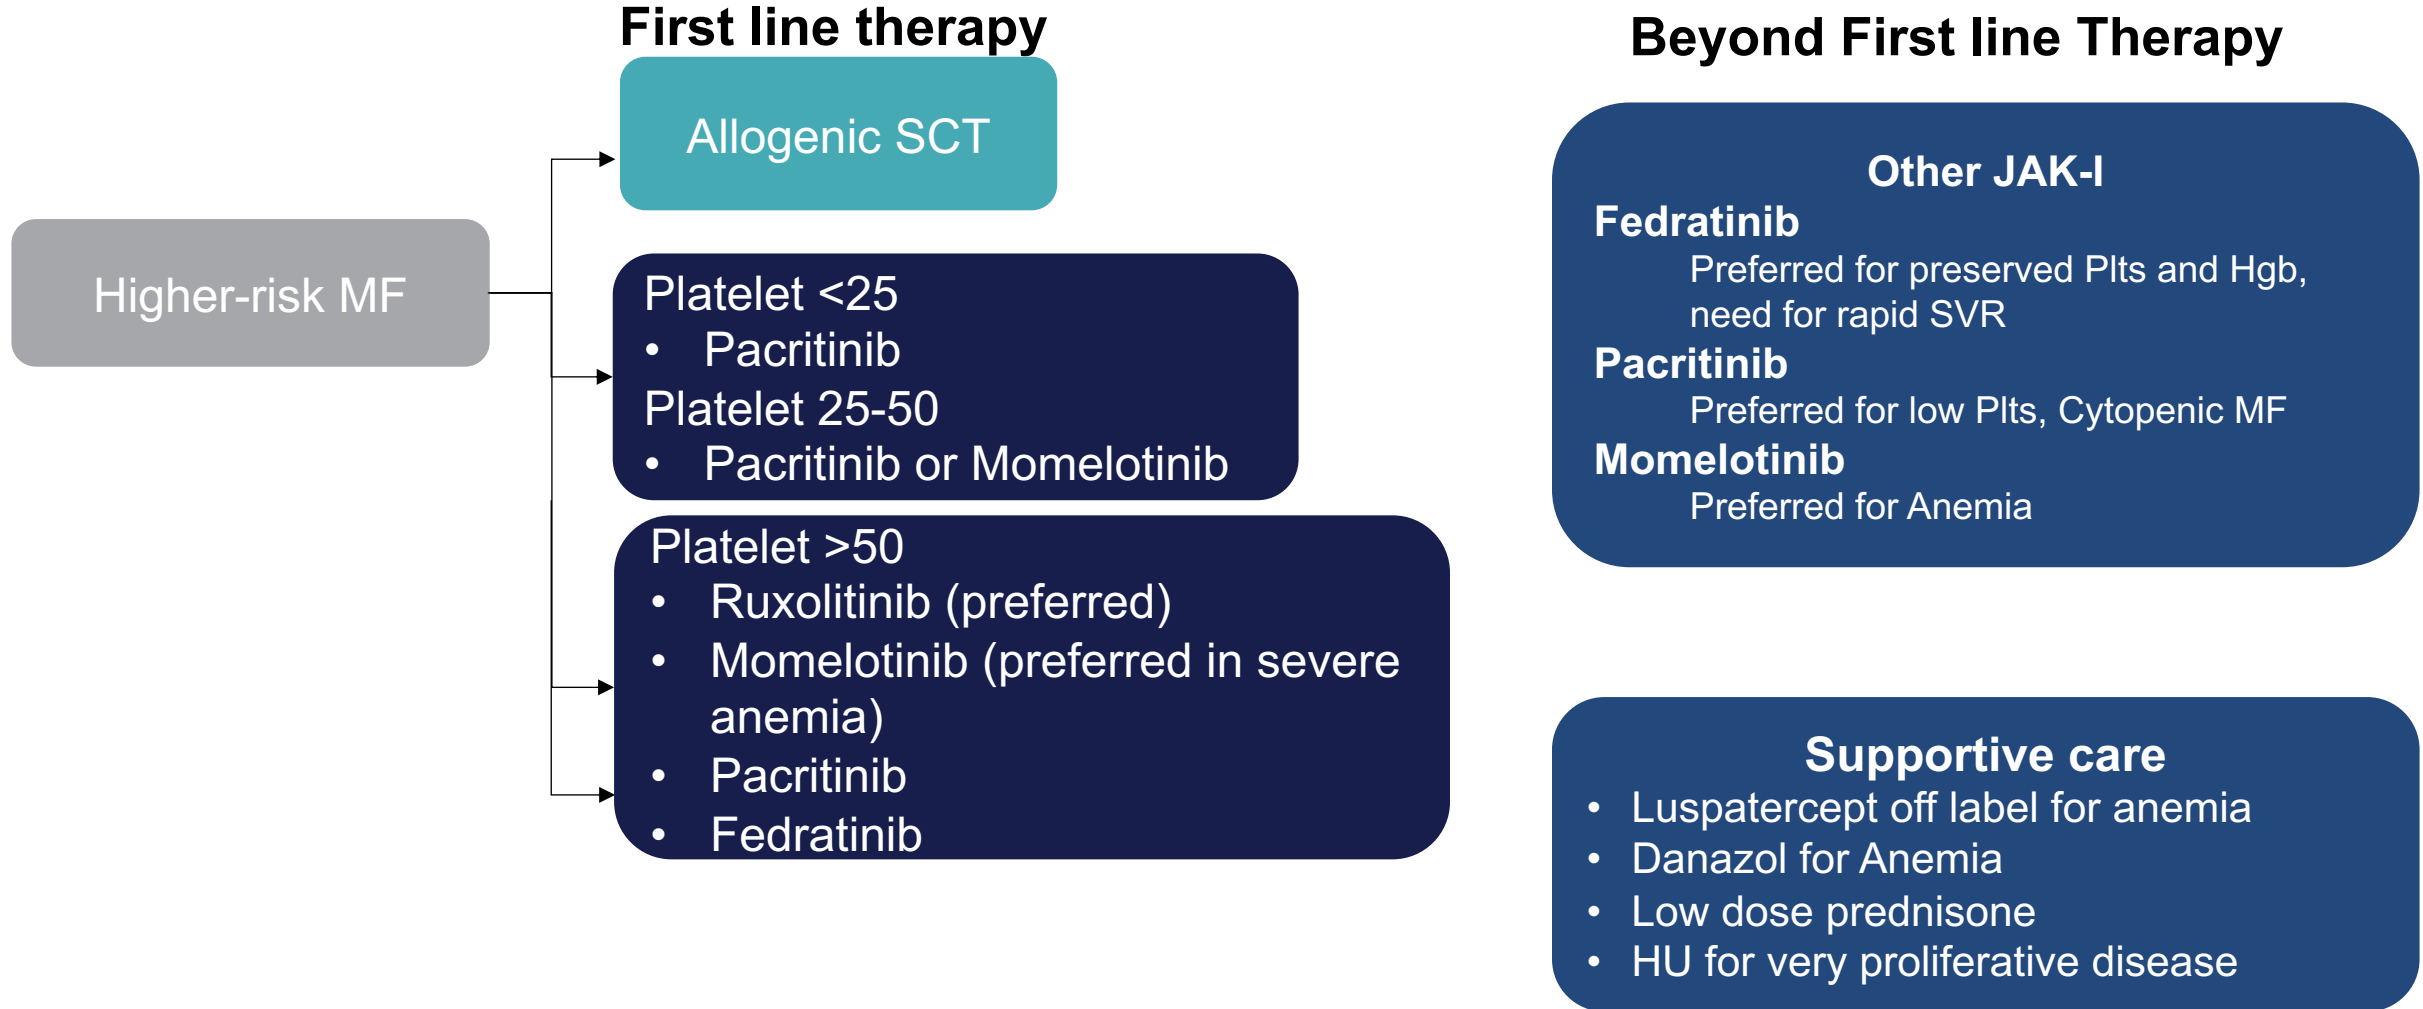 First line therapy
Allogenic SCT
Higher-risk MF
Platelet <25
• Pacritinib
Platelet 25-50
• Pacritinib or Momelotinib
Platelet >50
• Ruxolitinib (preferred)
• Momelotinib (preferred in severe
anemia)
• Pacritinib
• Fedratinib
Beyond First line Therapy
Other JAK-I
Fedratinib
Preferred for preserved Plts and Hgb,
need for rapid SVR
Pacritinib
Preferred for low Plts, Cytopenic MF
Momelotinib
Preferred for Anemia
Supportive care
• Luspatercept off label for anemia
• Danazol for Anemia
• Low dose prednisone
• HU for very proliferative disease